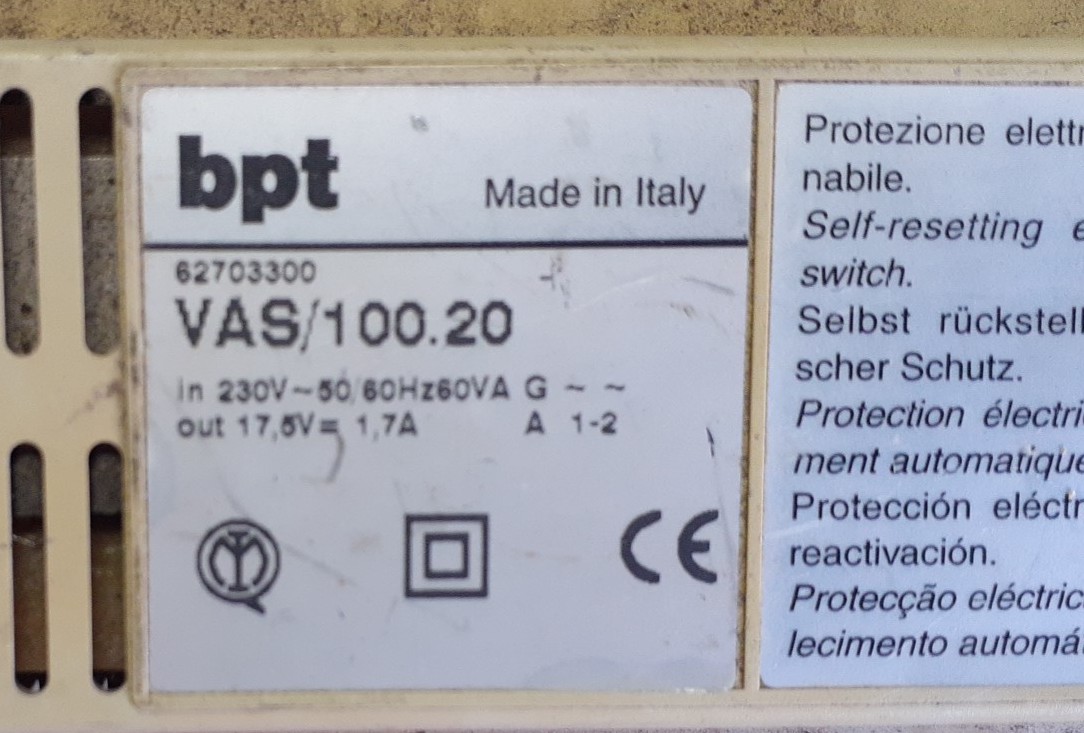 bpt
Made in Italy
62703300
VAS/100.20
in 230V~50/60Hz60VA G ~ ~
out 17,5V= 1,7A A 1-2
CE
Protezione elettr
nabile.
Self-resetting e
switch.
Selbst rückstell
scher Schutz.
Protection électri
ment automatique
Protección eléctr
reactivación.
Protecção eléctric
lecimento automá